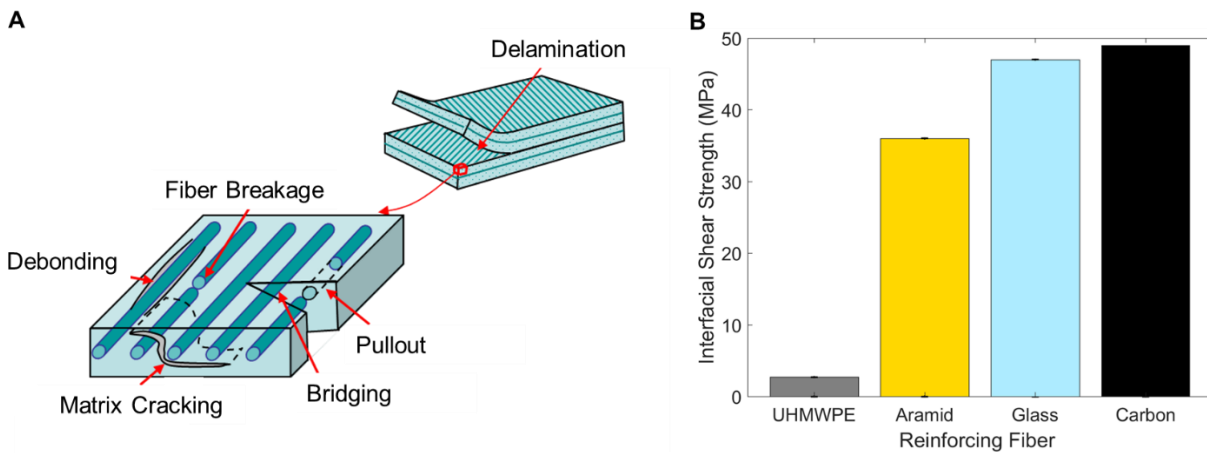 A
Delamination
Fiber Breakage
Debonding
Pullout
Bridging
Matrix Cracking
B
Interfacial Shear Strength (MPa)
50
40
30
20
10
0
UHMWPE Aramid Glass Carbon
Reinforcing Fiber